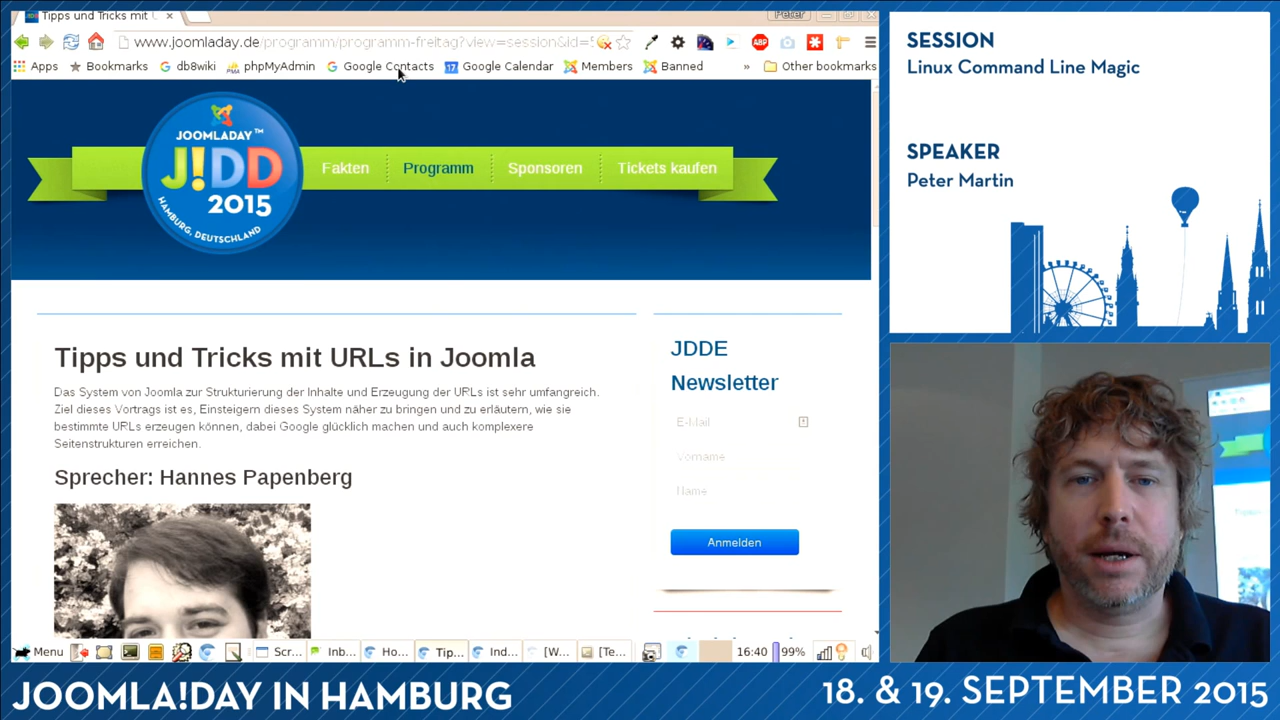 Tipps und Tricks mit
Peter
www.joomladay.de/programm/programm-freitag?view=session&id=
ABP
Apps
Bookmarks
db8wiki
phpMyAdmin
Google Contacts
17
Google Calendar
Members
Banned
»
Other bookmarks
JOOMLADAY™
J!DD
2015
HAMBURG, DEUTSCHLAND
Fakten
Programm
Sponsoren
Tickets kaufen
Tipps und Tricks mit URLs in Joomla
Das System von Joomla zur Strukturierung der Inhalte und Erzeugung der URLs ist sehr umfangreich.
Ziel dieses Vortrags ist es, Einsteigern dieses System näher zu bringen und zu erläutern, wie sie
bestimmte URLs erzeugen können, dabei Google glücklich machen und auch komplexere
Seitenstrukturen erreichen.
Sprecher: Hannes Papenberg
JDDE
Newsletter
E-Mail
Vorname
Name
Anmelden
Menu
Scr...
Inb...
Ho...
Tip...
Ind...
[W...
[Te...
16:40
99%
SESSION
Linux Command Line Magic
SPEAKER
Peter Martin
JOOMLA!DAY IN HAMBURG
18. & 19. SEPTEMBER 2015